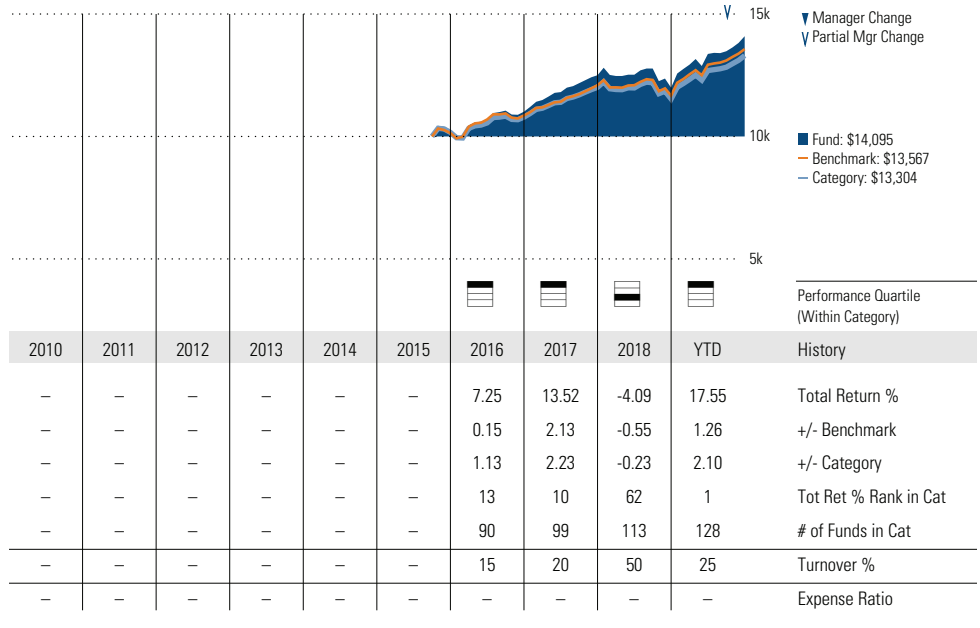 15k
▼ Manager Change
V Partial Mgr Change
10k
Fund: $14,095
Benchmark: $13,567
Category: $13,304
5k
Performance Quartile
(Within Category)
2010 2011 2012 2013 2014 2015 2016 2017 2018 YTD History
– – – – – – 7.25 13.52 -4.09 17.55 Total Return %
– – – – – – 0.15 2.13 -0.55 1.26 +/- Benchmark
– – – – – – 1.13 2.23 -0.23 2.10 +/- Category
– – – – – – 13 10 62 1 Tot Ret % Rank in Cat
– – – – – – 90 99 113 128 # of Funds in Cat
– – – – – – 15 20 50 25 Turnover %
– – – – – – – – – – Expense Ratio